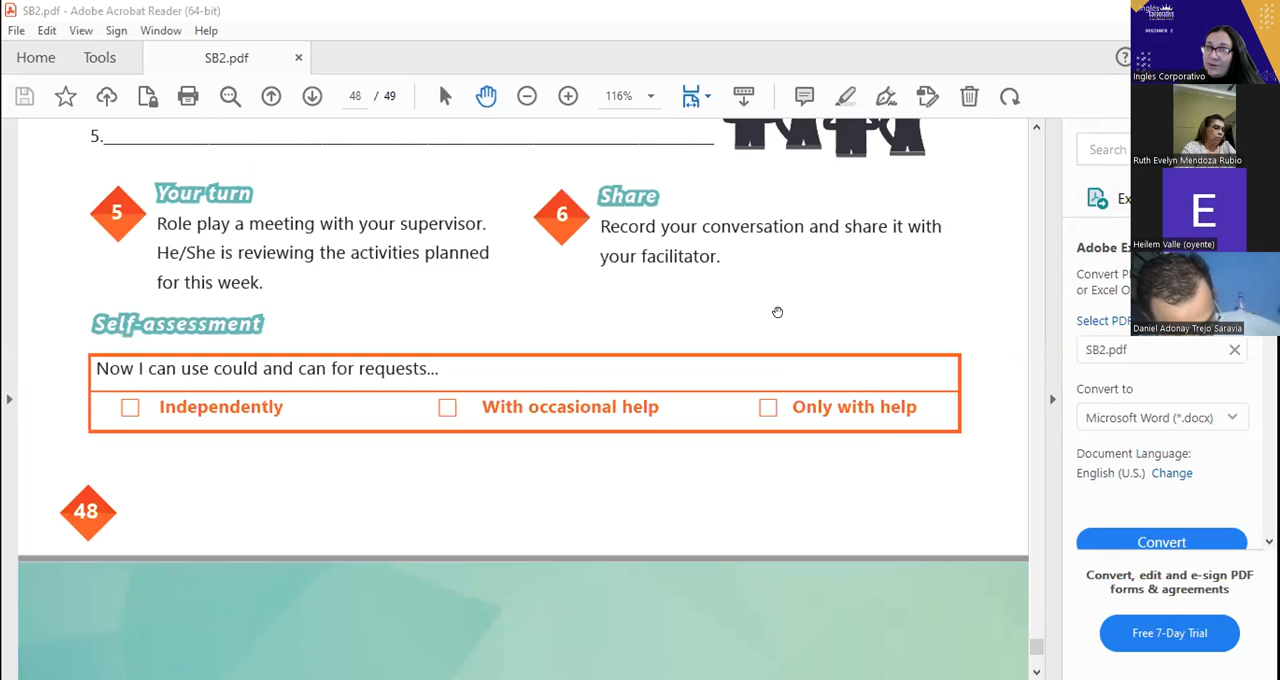 SB2.pdf - Adobe Acrobat Reader (64-bit)
File Edit View Sign Window Help
Home Tools SB2.pdf ×
48 / 49 116%
5.
5
Your turn
Role play a meeting with your supervisor.
He/She is reviewing the activities planned
for this week.
6
Share
Record your conversation and share it with
your facilitator.
Self-assessment
Now I can use could and can for requests...
Independently With occasional help Only with help
48
Search
Adobe
Convert
or Excel
Select PDF
SB2.pdf
Convert to
Microsoft Word (*.docx)
Document Language:
English (U.S.) Change
Convert
Convert, edit and e-sign PDF
forms & agreements
Free 7-Day Trial
Inglés
Corporativo
BEGINNER 2
Ingles Corporativo
Ruth Evelyn Mendoza Rubio
E
Heilem Valle (oyente)
Daniel Adonay Trejo Saravia